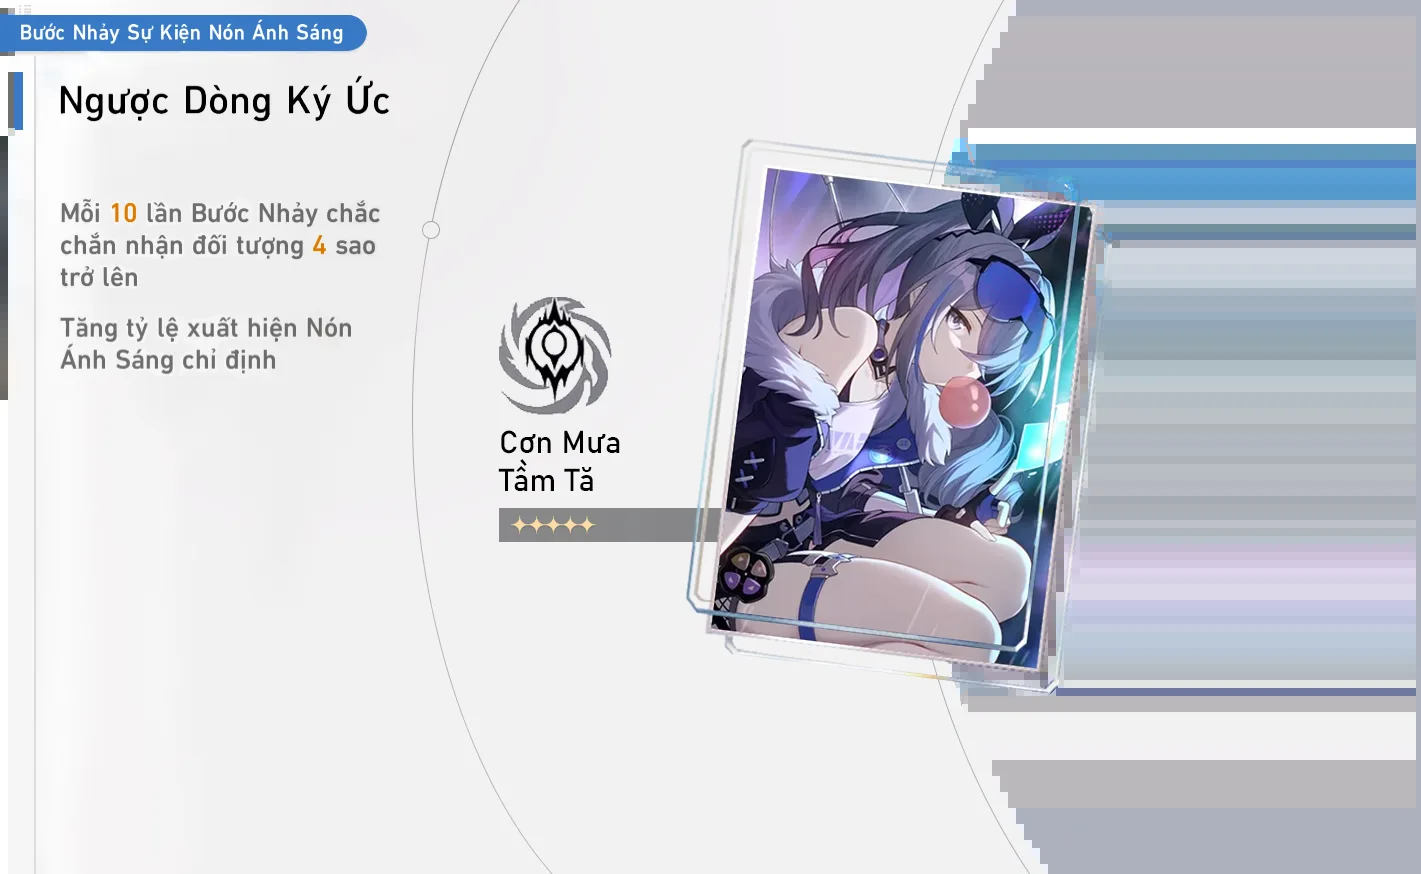 Bước Nhảy Sự Kiện Nón Ánh Sáng
Ngược Dòng Ký Ức
Mỗi 10 lần Bước Nhảy chắc
chắn nhận đối tượng 4 sao
trở lên
Tăng tỷ lệ xuất hiện Nón
Ánh Sáng chỉ định
Cơn Mưa
Tầm Tã